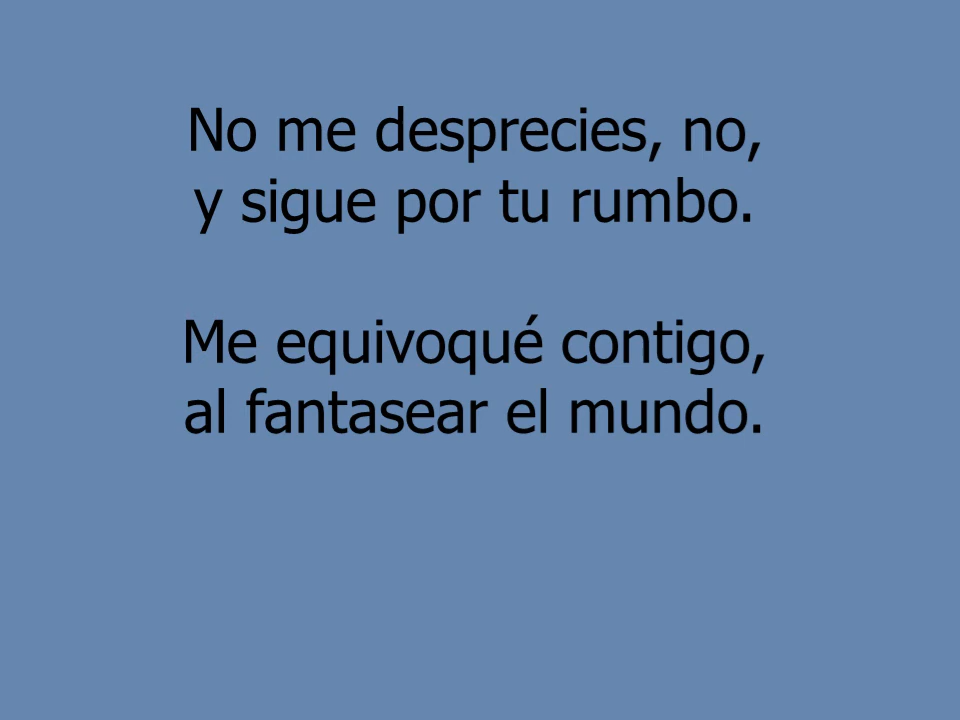 No me desprecies, no,
y sigue por tu rumbo.
Me equivoqué contigo,
al fantasear el mundo.